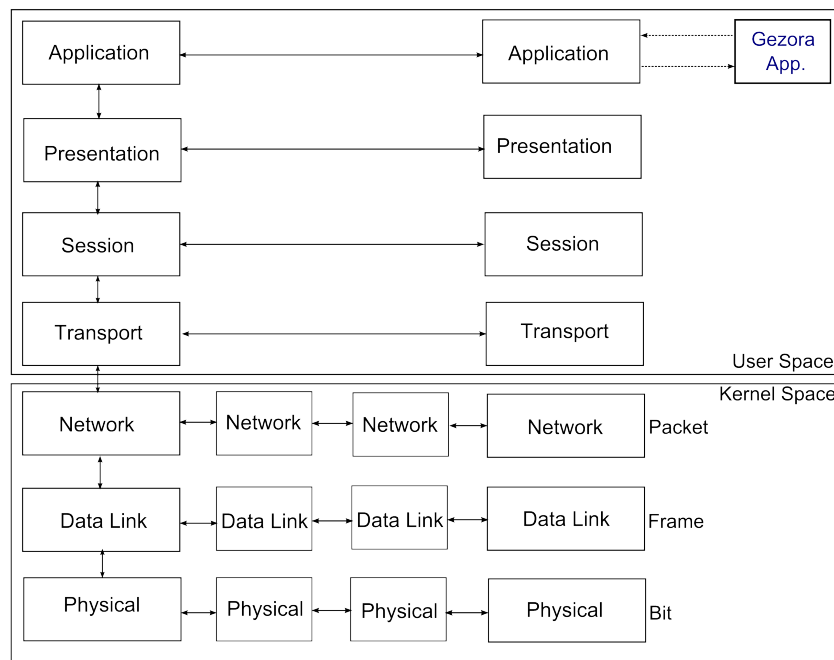 Application
Application
Gezora
App.
Presentation
Presentation
Session
Session
Transport
Transport
User Space
Kernel Space
Network
Network
Network
Network
Packet
Data Link
Data Link
Data Link
Data Link
Frame
Physical
Physical
Physical
Physical
Bit